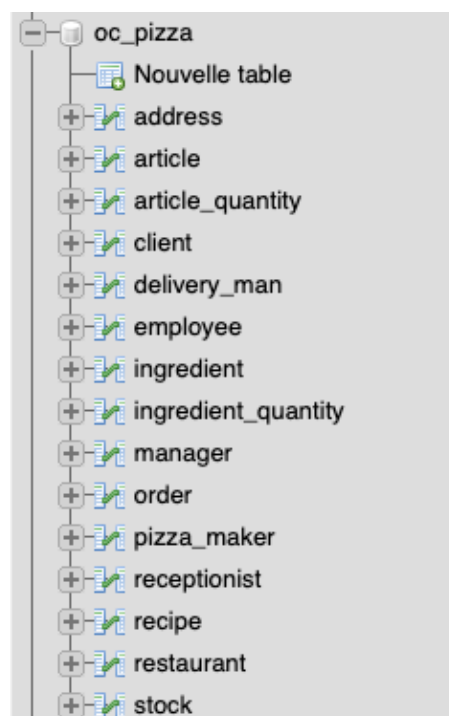 oc_pizza
Nouvelle table
address
article
article_quantity
client
delivery_man
employee
ingredient
ingredient_quantity
manager
order
pizza_maker
receptionist
recipe
restaurant
stock